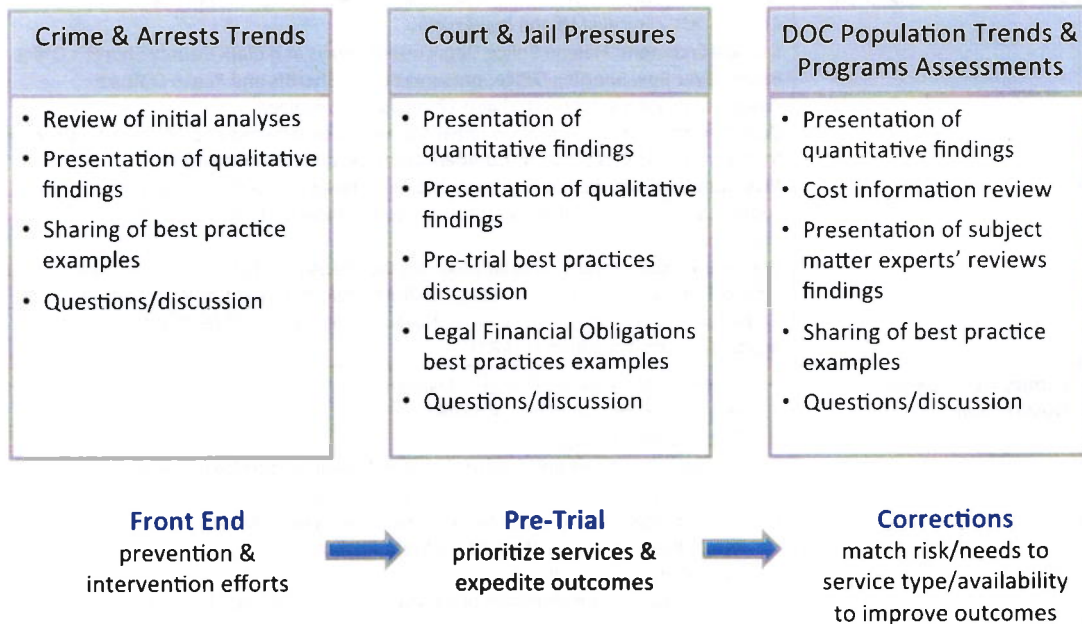 Crime & Arrests Trends
• Review of initial analyses
• Presentation of qualitative
findings
• Sharing of best practice
examples
• Questions/discussion
Court & Jail Pressures
• Presentation of
quantitative findings
• Presentation of qualitative
findings
• Pre-trial best practices
discussion
• Legal Financial Obligations
best practices examples
• Questions/discussion
DOC Population Trends &
Programs Assessments
• Presentation of
quantitative findings
• Cost information review
• Presentation of subject
matter experts' reviews
findings
• Sharing of best practice
examples
• Questions/discussion
Front End
prevention &
intervention efforts
Pre-Trial
prioritize services &
expedite outcomes
Corrections
match risk/needs to
service type/availability
to improve outcomes